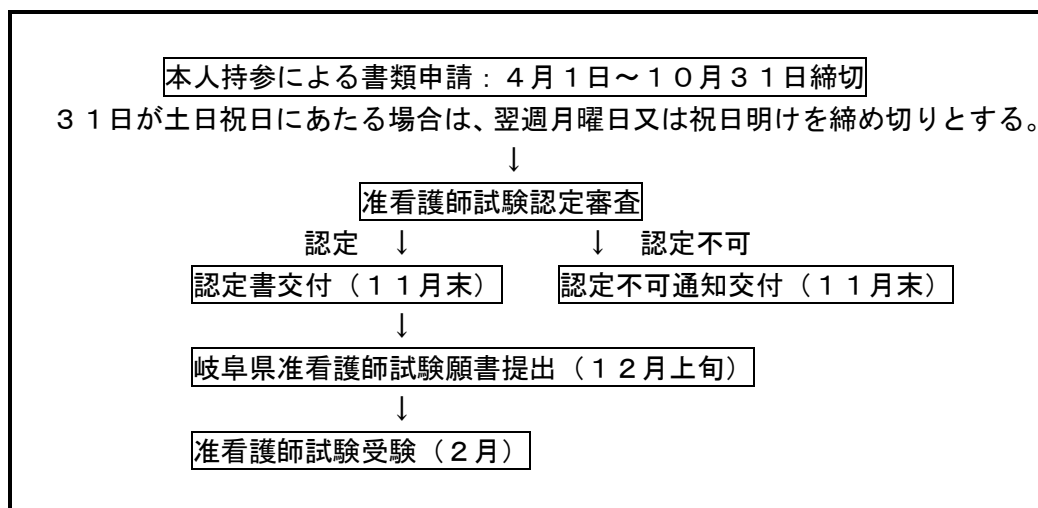 本人持参による書類申請：４月１日～１０月３１日締切
３１日が土日祝日にあたる場合は、翌週月曜日又は祝日明けを締め切りとする。
↓
准看護師試験認定審査
認定　↓　↓　認定不可
認定書交付（１１月末）　認定不可通知交付（１１月末）
↓
岐阜県准看護師試験願書提出（１２月上旬）
↓
准看護師試験受験（２月）